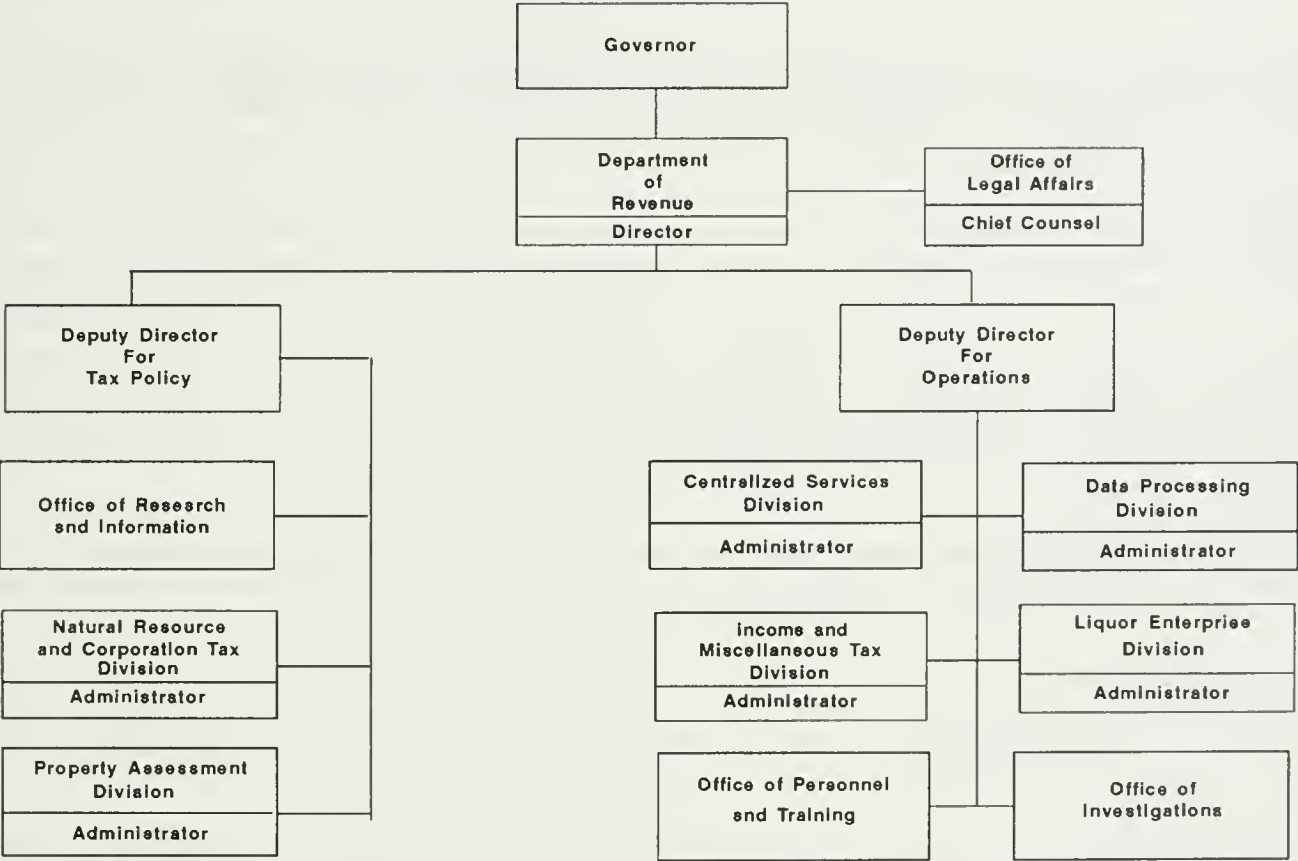 Governor
Department
of
Revenue
Director
Office of
Legal Affairs
Chief Counsel
Deputy Director
For
Tax Policy
Deputy Director
For
Operations
Office of Research
and Information
Natural Resource
and Corporation Tax
Division
Administrator
Property Assessment
Division
Administrator
Centralized Services
Division
Administrator
Data Processing
Division
Administrator
Income and
Miscellaneous Tax
Division
Administrator
Liquor Enterprise
Division
Administrator
Office of Personnel
and Training
Office of
Investigations